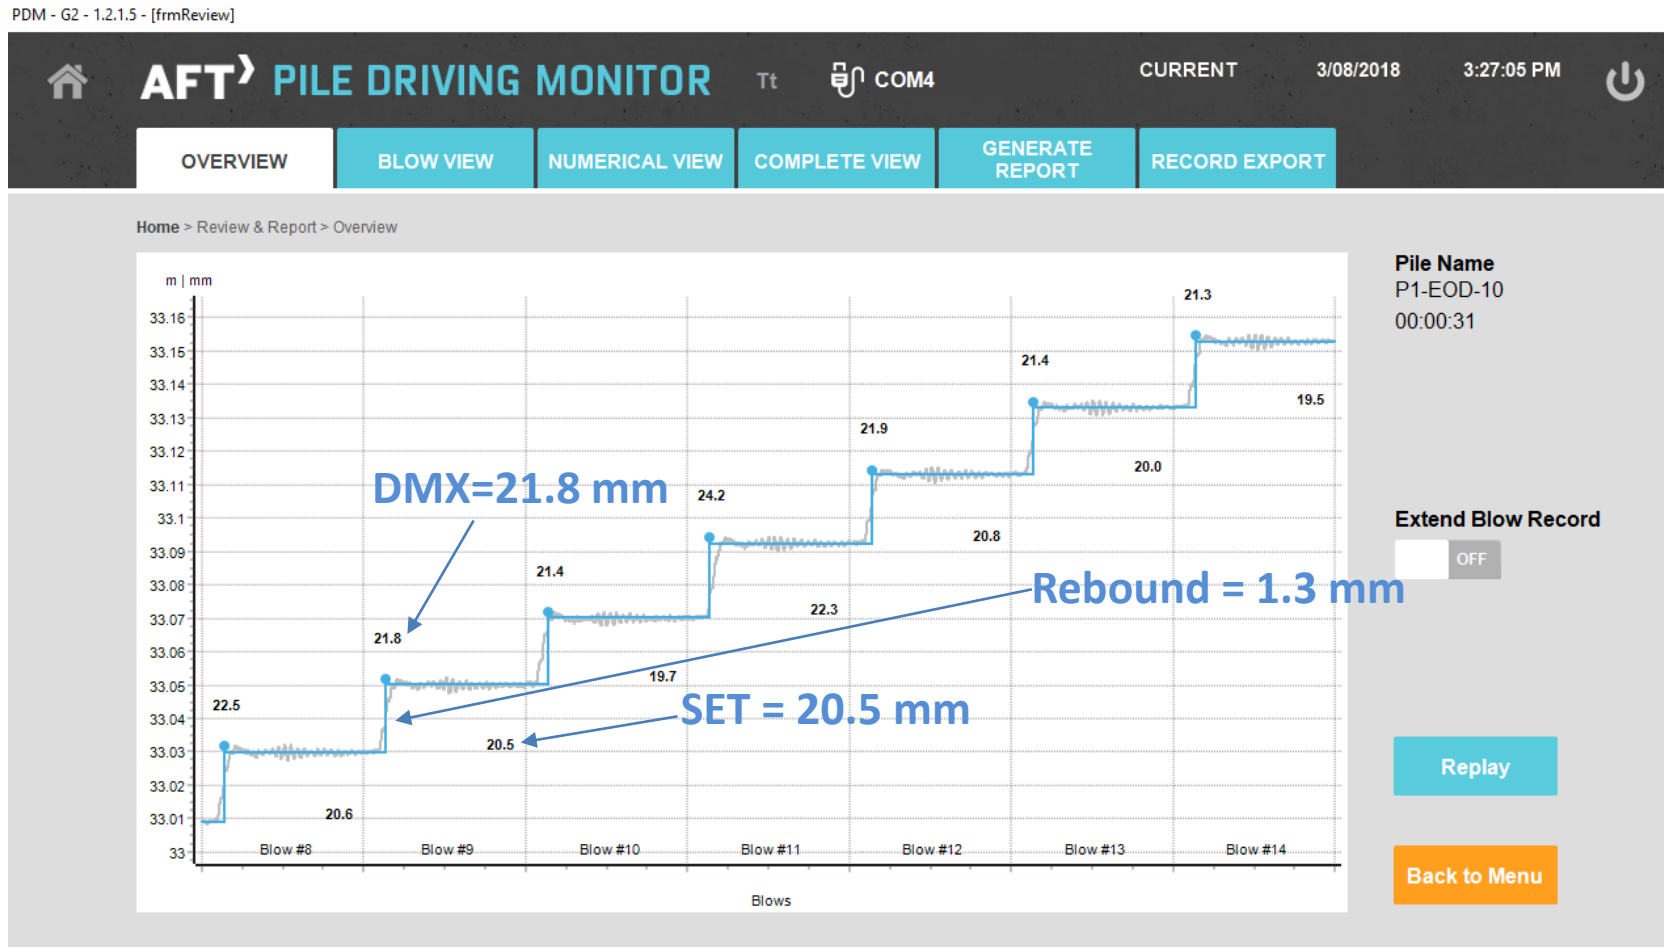 PDM - G2 - 1.2.1.5 - [frmReview]
AFT› PILE DRIVING MONITOR
Tt
COM4
CURRENT
3/08/2018
3:27:05 PM
OVERVIEW
BLOW VIEW
NUMERICAL VIEW
COMPLETE VIEW
GENERATE
REPORT
RECORD EXPORT
Home > Review & Report > Overview
m | mm
33.16
33.15
33.14
33.13
33.12
33.11
33.1
33.09
33.08
33.07
33.06
33.05
33.04
33.03
33.02
33.01
33
22.5
20.6
21.8
20.5
21.4
19.7
24.2
22.3
21.9
20.8
21.4
20.0
21.3
19.5
DMX=21.8 mm
Rebound = 1.3 mm
SET = 20.5 mm
Blow #8
Blow #9
Blow #10
Blow #11
Blow #12
Blow #13
Blow #14
Blows
Pile Name
P1-EOD-10
00:00:31
Extend Blow Record
OFF
Replay
Back to Menu